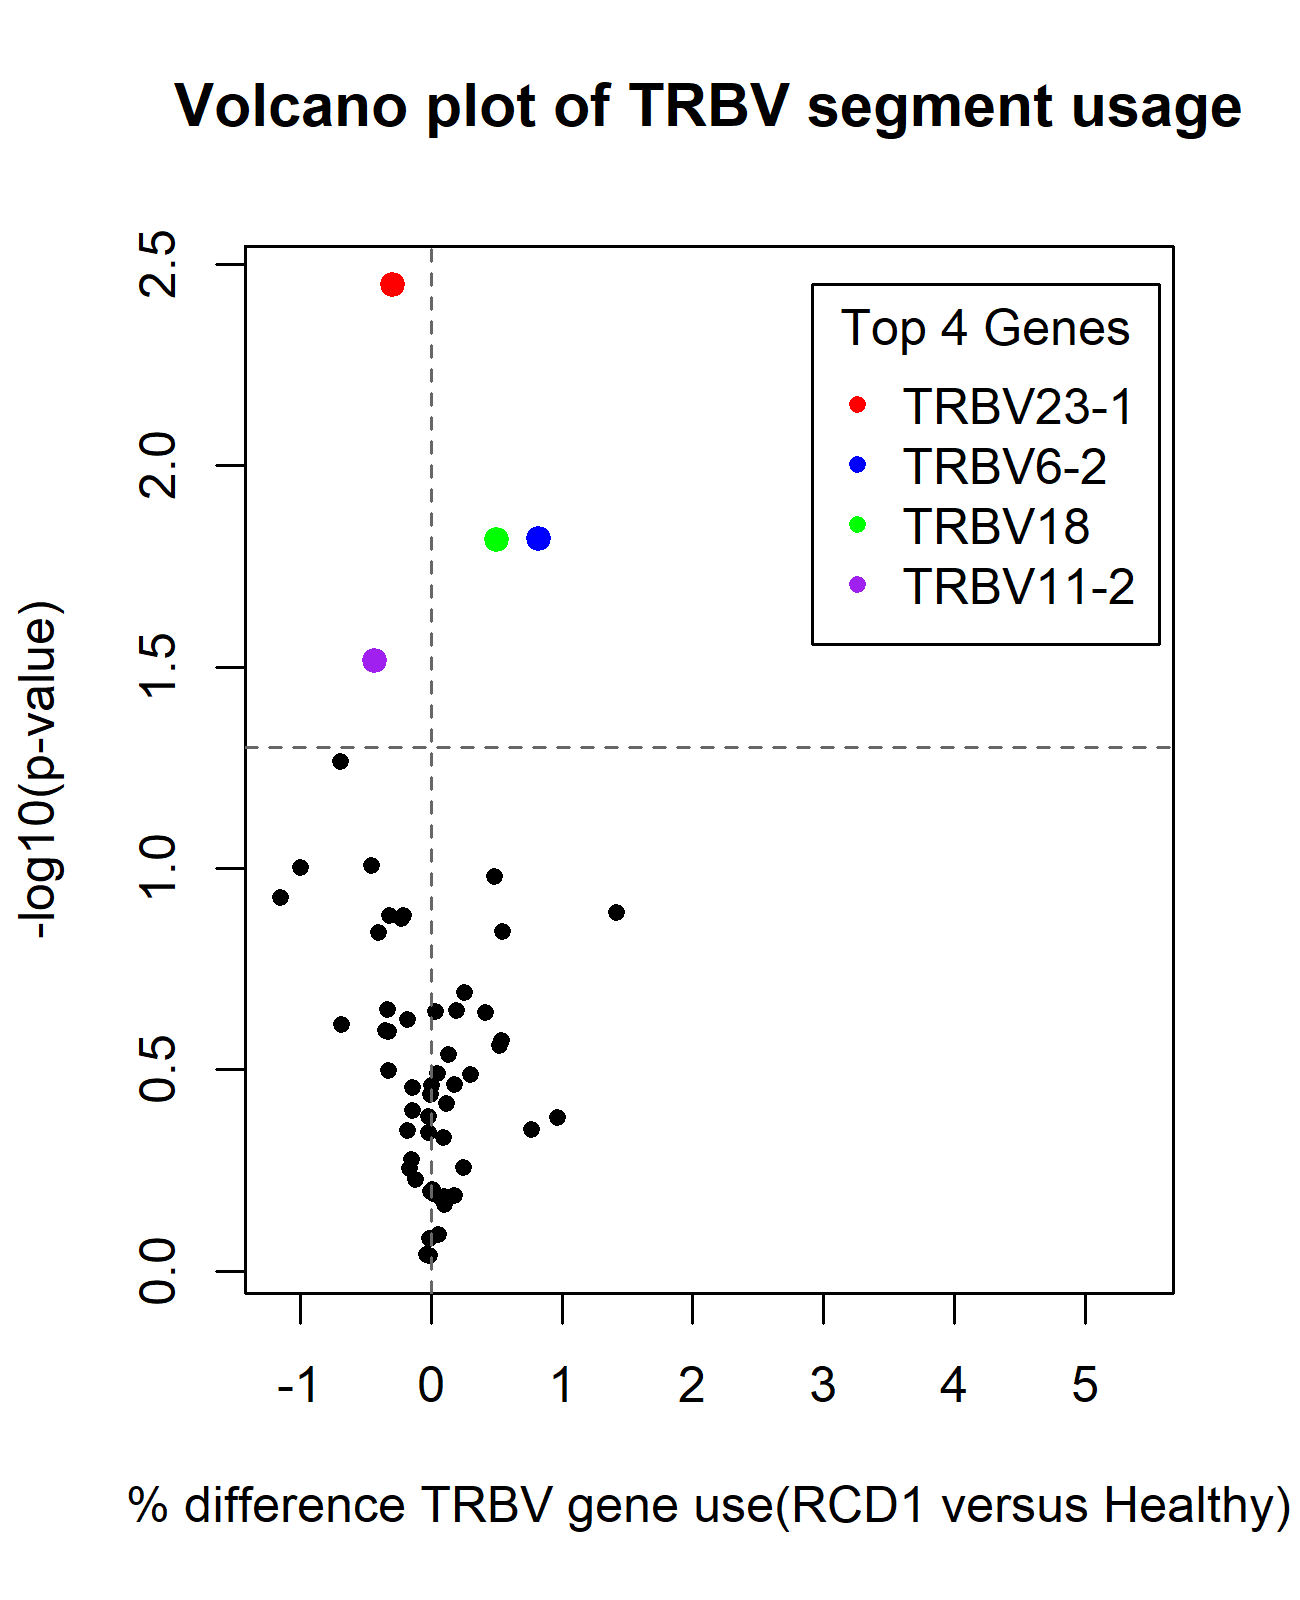 Volcano plot of TRBV segment usage
2.5
2.0
1.5
1.0
0.5
0.0
-log10(p-value)
Top 4 Genes
TRBV23-1
TRBV6-2
TRBV18
TRBV11-2
-1 0 1 2 3 4 5
% difference TRBV gene use(RCD1 versus Healthy)